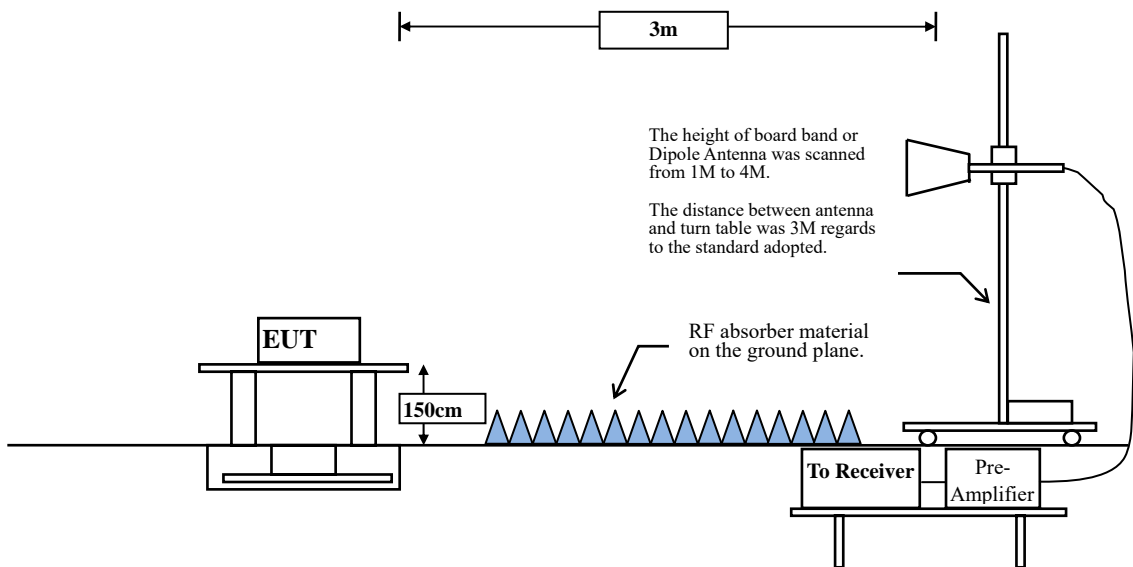 3m
The height of board band or
Dipole Antenna was scanned
from 1M to 4M.
The distance between antenna
and turn table was 3M regards
to the standard adopted.
EUT
RF absorber material
on the ground plane.
150cm
To Receiver
Pre-
Amplifier